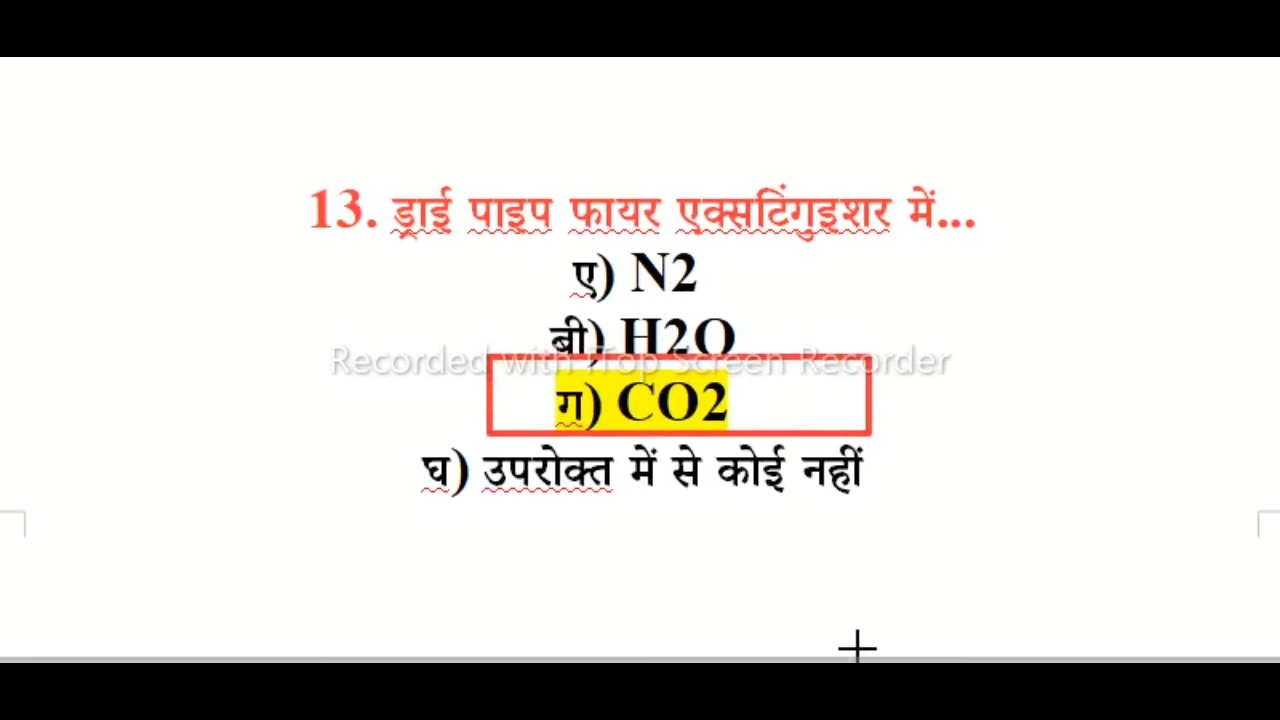 13. ड्राई पाइप फायर एक्सटिंगुइशर में...
ए) N2
बी) H2O
Recorded with iTop Screen Recorder
ग) CO2
घ) उपरोक्त में से कोई नहीं